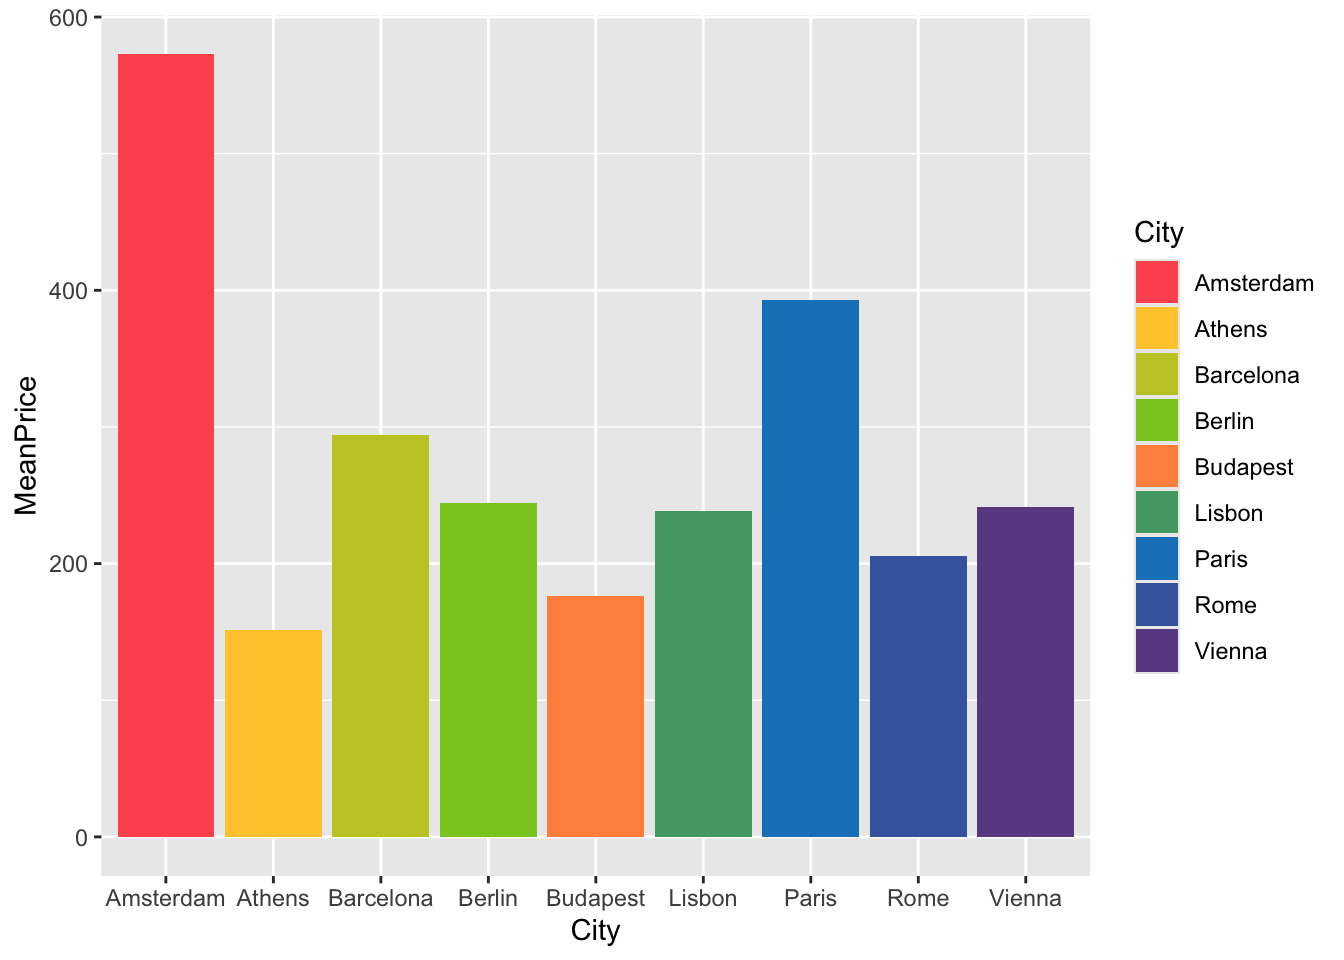 600
400
200
0
MeanPrice
Amsterdam Athens Barcelona Berlin Budapest Lisbon Paris Rome Vienna
City
City
Amsterdam
Athens
Barcelona
Berlin
Budapest
Lisbon
Paris
Rome
Vienna